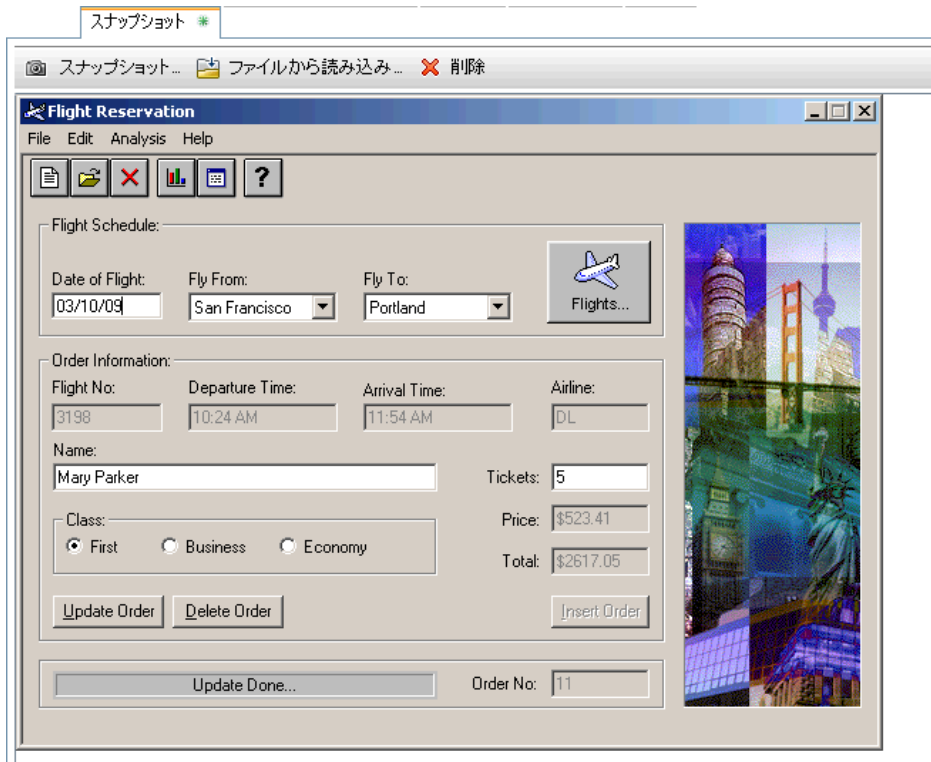 スナップショット *
スナップショット... ファイルから読み込み... 削除
Flight Reservation
File Edit Analysis Help
?
Flight Schedule:
Date of Flight: Fly From: Fly To:
03/10/09 San Francisco Portland Flights...
Order Information:
Flight No: Departure Time: Arrival Time: Airline:
3198 10:24 AM 11:54 AM DL
Name:
Mary Parker Tickets: 5
Class: Price: $523.41
First Business Economy
Total: $2617.05
Update Order Delete Order Insert Order
Update Done... Order No: 11